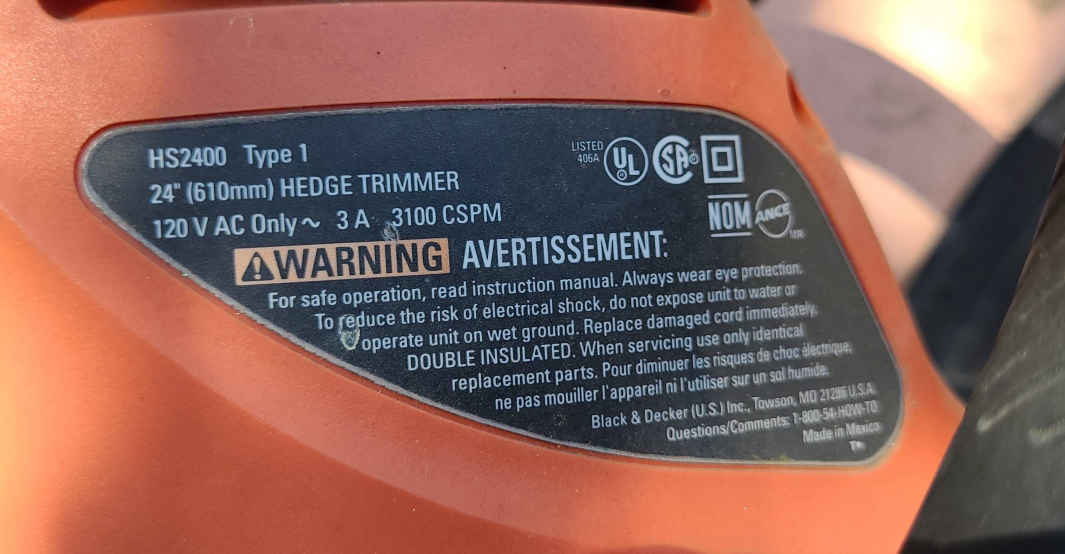 HS2400 Type 1
24" (610mm) HEDGE TRIMMER
120 V AC Only ~ 3 A 3100 CSPM
LISTED
406A
UL
SA
NOM
ANCE
WARNING AVERTISSEMENT:
For safe operation, read instruction manual. Always wear eye protection.
To reduce the risk of electrical shock, do not expose unit to water or
operate unit on wet ground. Replace damaged cord immediately.
DOUBLE INSULATED. When servicing use only identical
replacement parts. Pour diminuer les risques de choc électrique,
ne pas mouiller l'appareil ni l'utiliser sur un sol humide.
Black & Decker (U.S.) Inc., Towson, MD 21286 U.S.A.
Questions/Comments: 1-800-54-HOW-TO
Made in Mexico